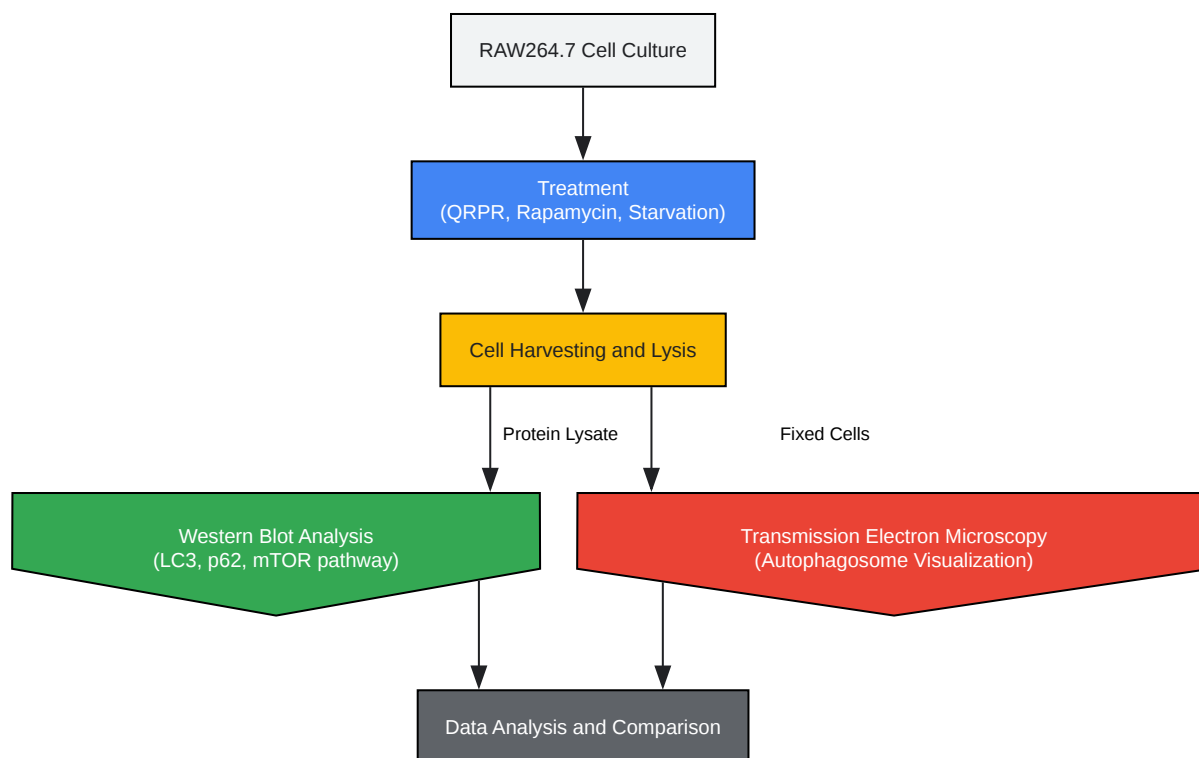 RAW264.7 Cell Culture
Treatment
(QRPR, Rapamycin, Starvation)
Cell Harvesting and Lysis
Protein Lysate
Fixed Cells
Western Blot Analysis
(LC3, p62, mTOR pathway)
Transmission Electron Microscopy
(Autophagosome Visualization)
Data Analysis and Comparison